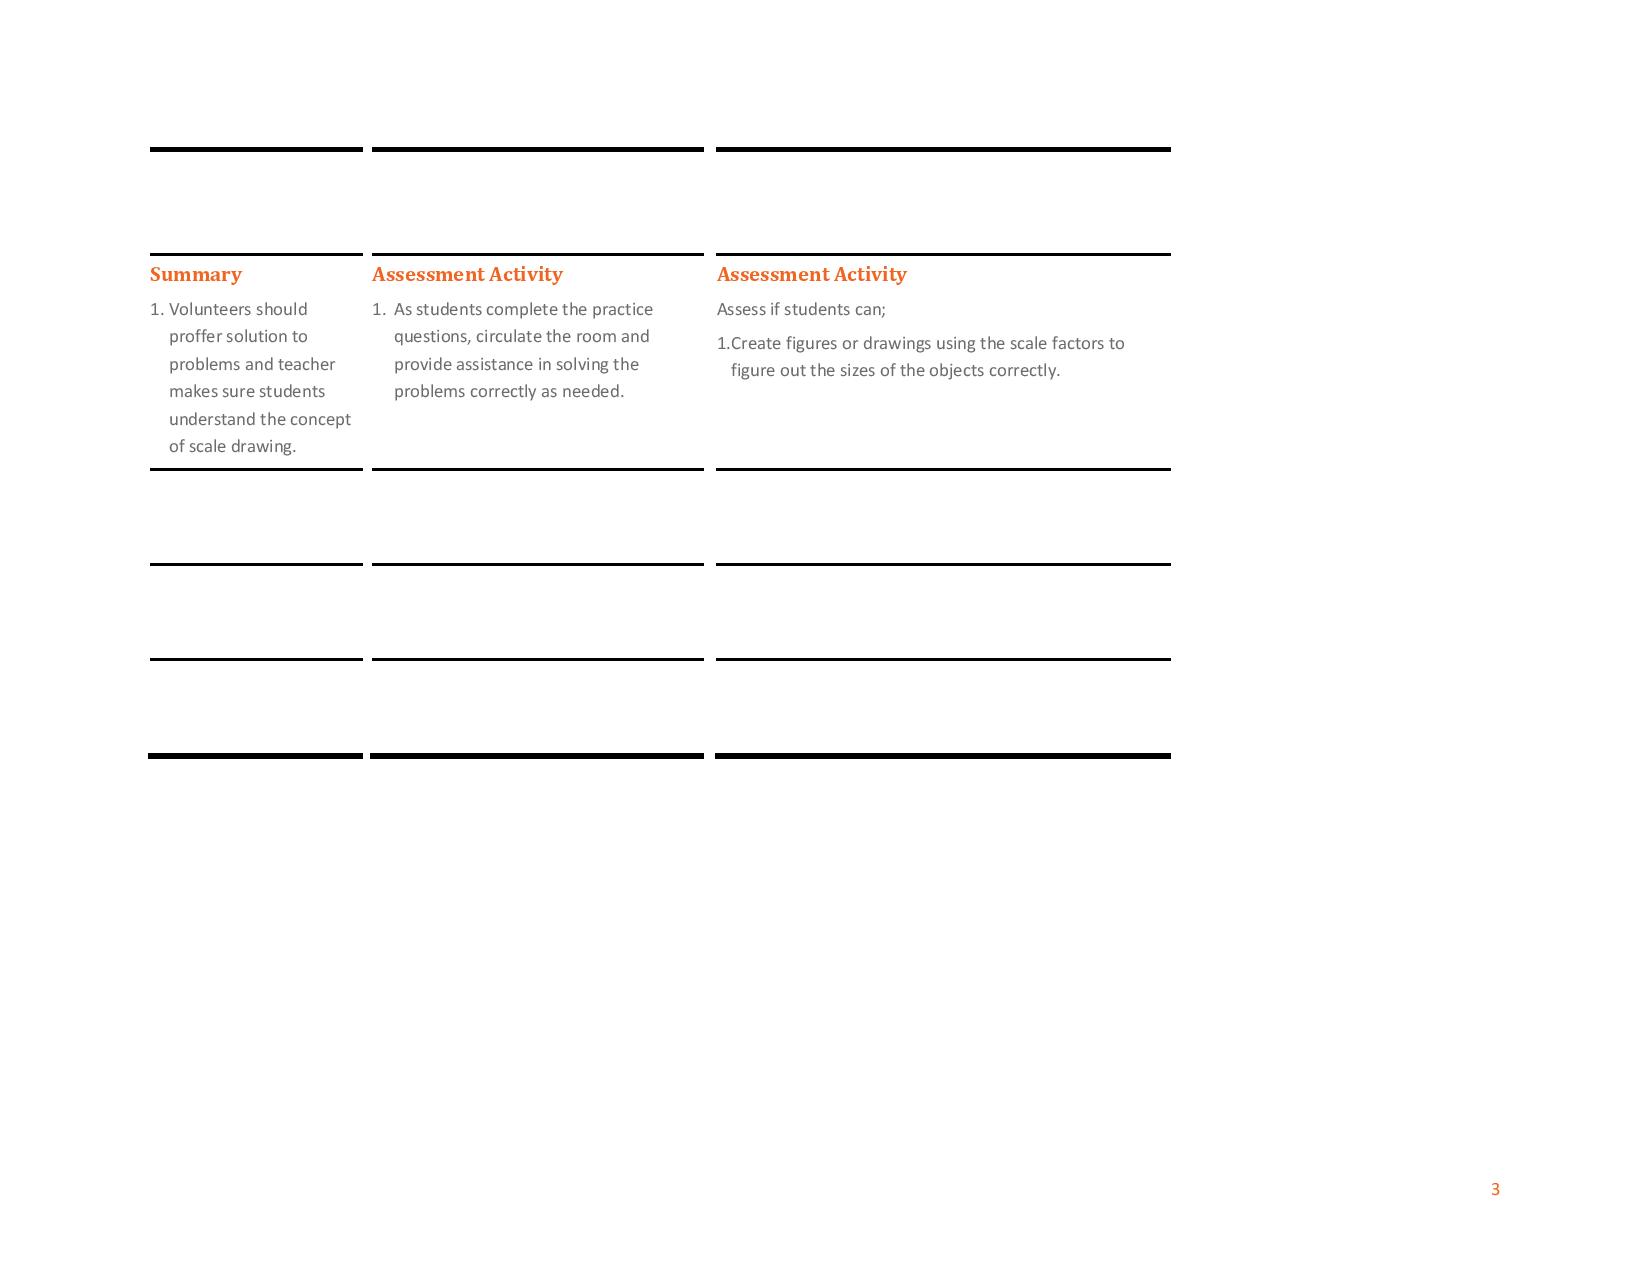 Summary
1. Volunteers should
proffer solution to
problems and teacher
makes sure students
understand the concept
of scale drawing.
Assessment Activity
1. As students complete the practice
questions, circulate the room and
provide assistance in solving the
problems correctly as needed.
Assessment Activity
Assess if students can;
1.Create figures or drawings using the scale factors to
figure out the sizes of the objects correctly.
3